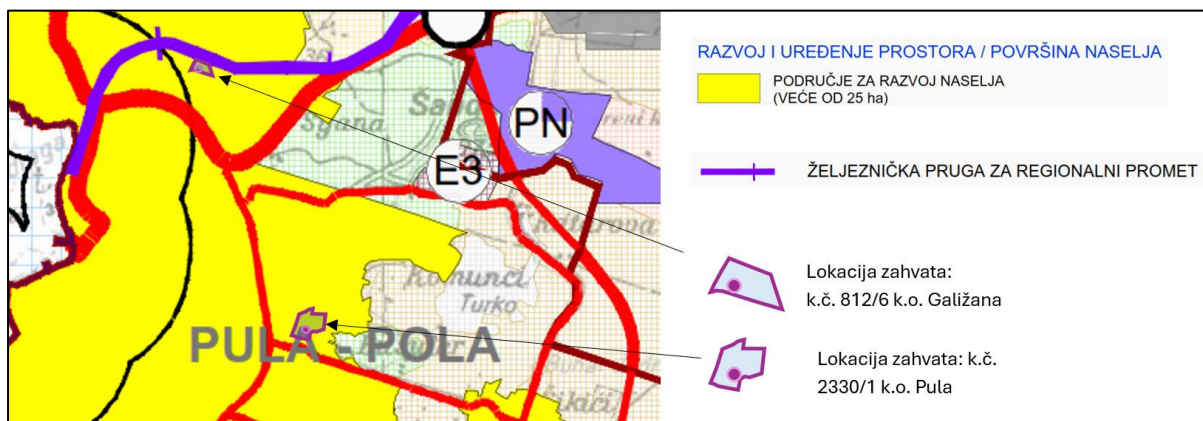 PN
E3
Turko
PULA - POLA
RAZVOJ I UREĐENJE PROSTORA / POVRŠINA NASELJA
PODRUČJE ZA RAZVOJ NASELJA
(VEĆE OD 25 ha)
ŽELJEZNIČKA PRUGA ZA REGIONALNI PROMET
Lokacija zahvata:
k.č. 812/6 k.o. Galižana
Lokacija zahvata: k.č.
2330/1 k.o. Pula